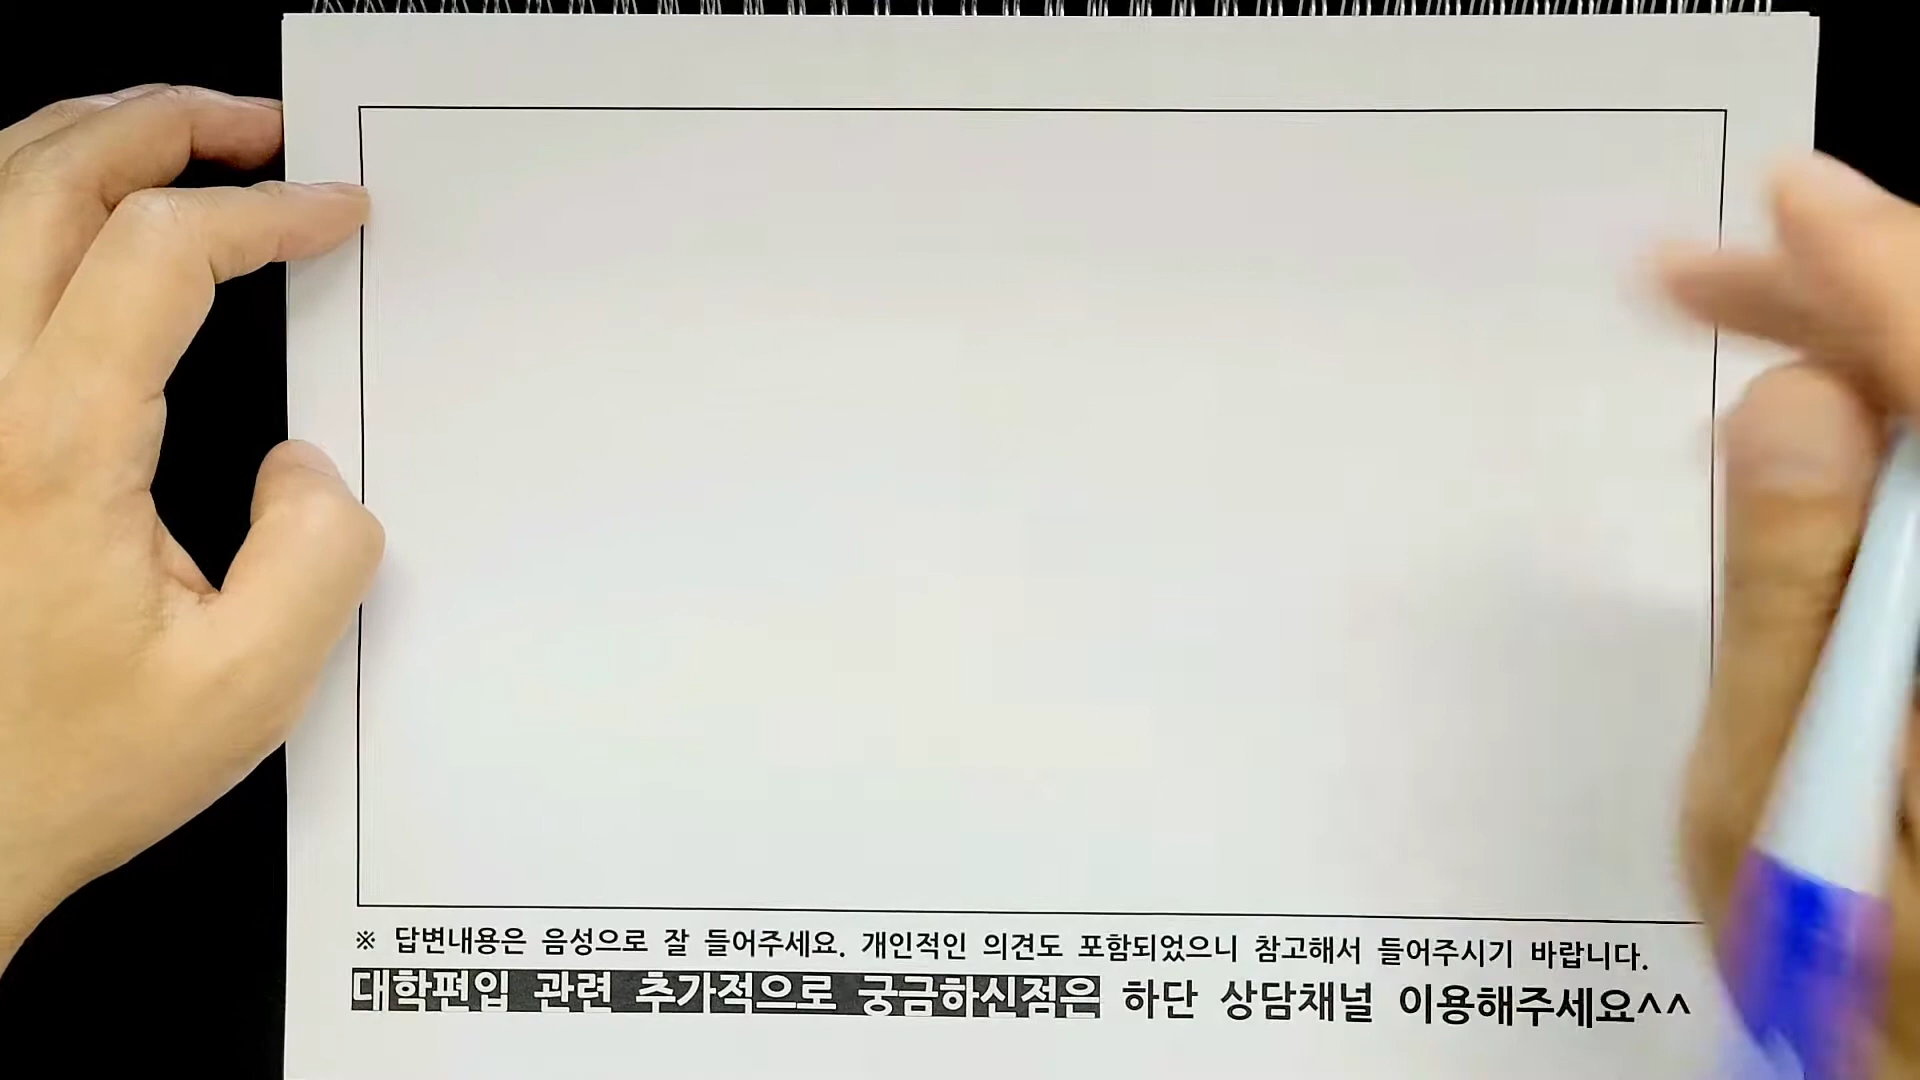 ※ 답변내용은 음성으로 잘 들어주세요. 개인적인 의견도 포함되었으니 참고해서 들어주시기 바랍니다.
대학편입 관련 추가적으로 궁금하신점은 하단 상담채널 이용해주세요^^